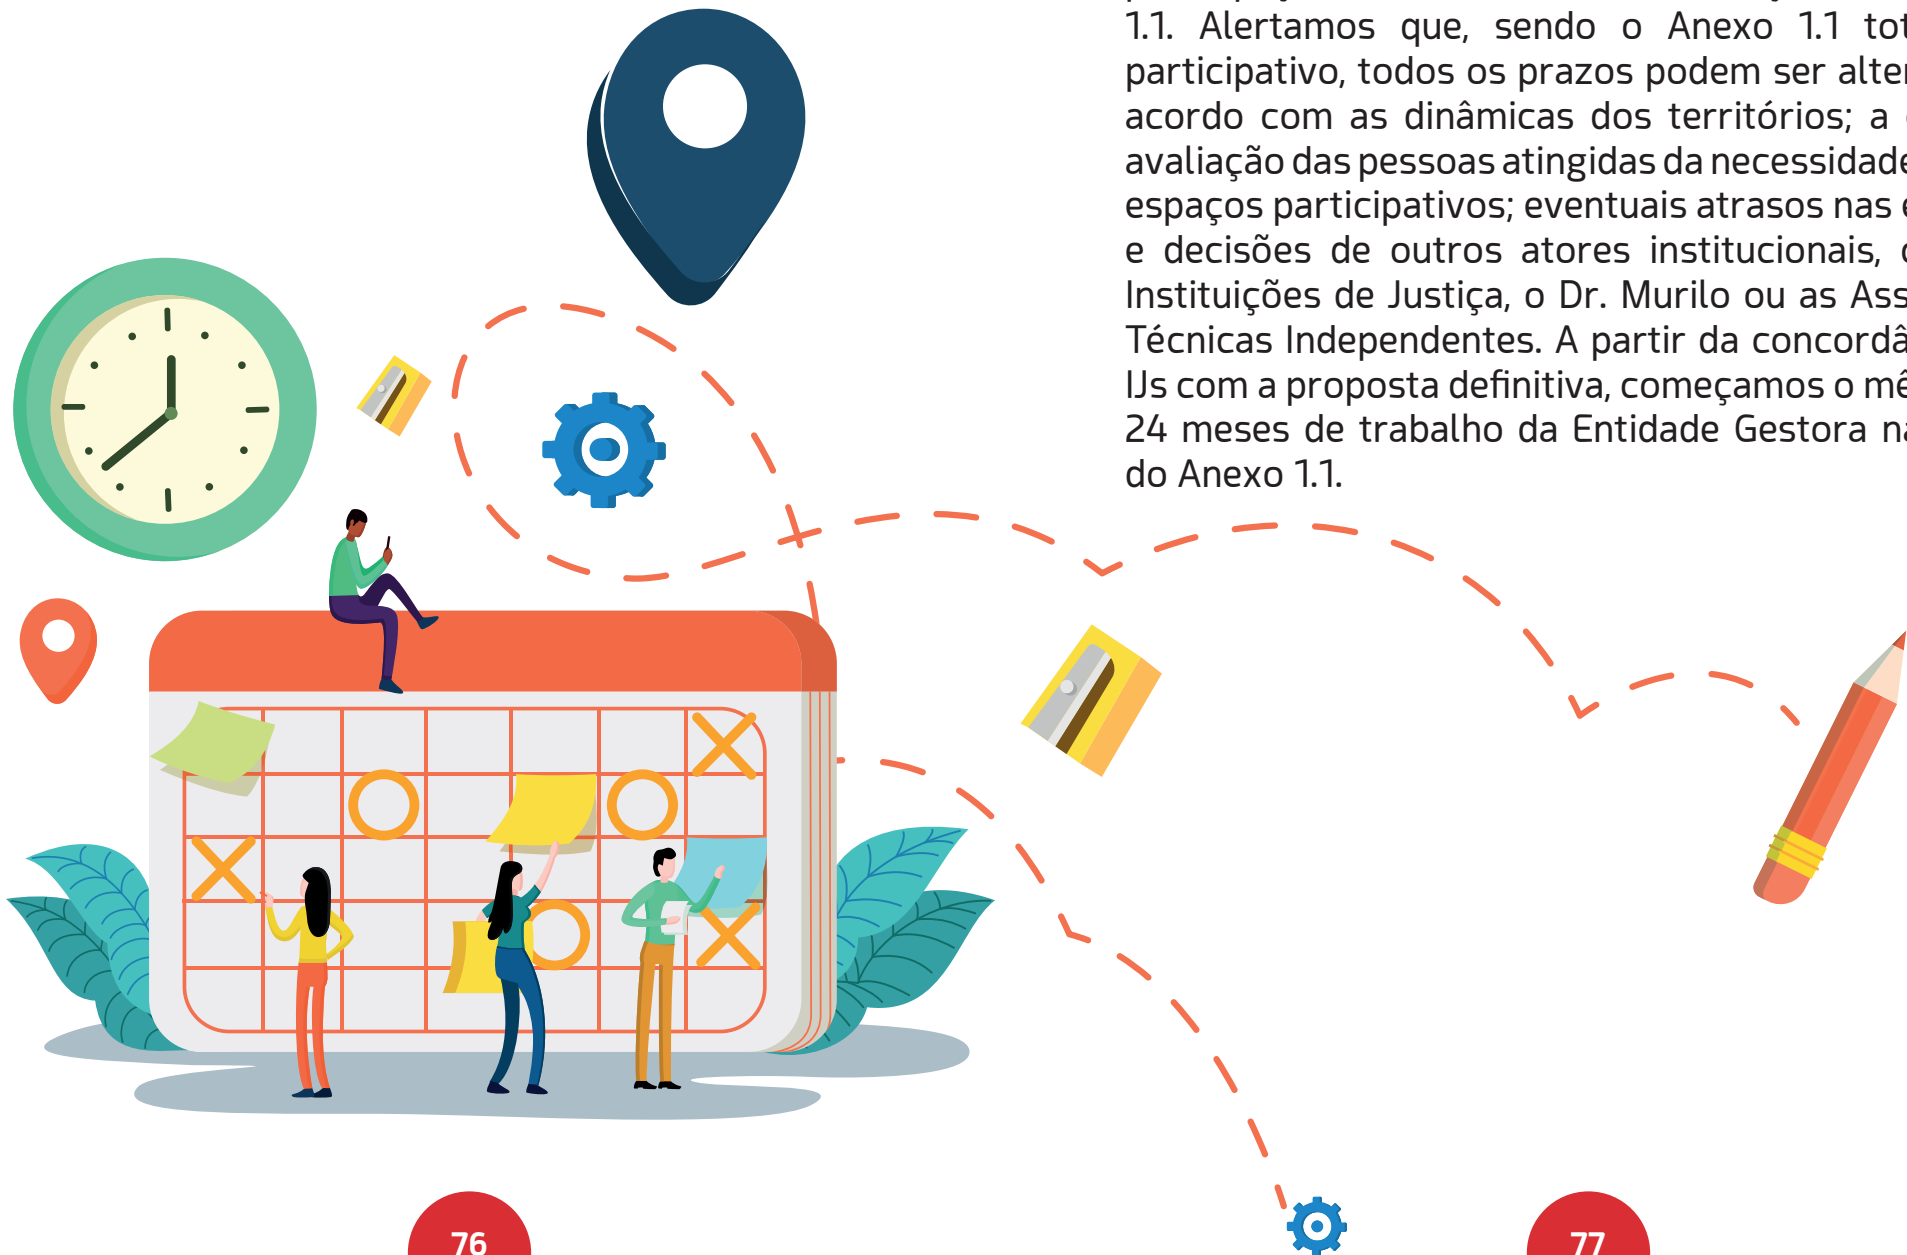 1.1. Alertamos que, sendo o Anexo 1.1
participativo, todos os prazos podem ser
acordo com as dinâmicas dos territórios; a
avaliação das pessoas atingidas da necessidade
espaços participativos; eventuais atrasos nas
e decisões de outros atores institucionais,
Instituições de Justiça, o Dr. Murilo ou as
Técnicas Independentes. A partir da
IJs com a proposta definitiva, começamos o
24 meses de trabalho da Entidade Gestora
do Anexo 1.1.
76
77